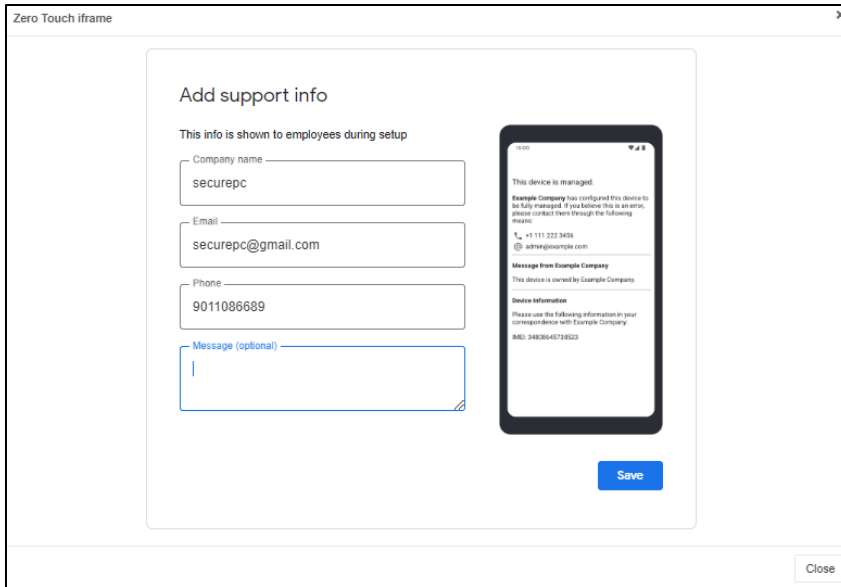 Zero Touch iframe
Add support info
This info is shown to employees during setup
Company name
securepc
Email
securepc@gmail.com
Phone
9011086689
Message (optional)
10:00
This device is managed.
Example Company has configured this device to
be fully managed. If you believe this is an error,
please contact them through the following
means:
+1 111 222 3456
admin@example.com
Message from Example Company
This device is owned by Example Company.
Device Information
Please use the following information in your
correspondence with Example Company.
IMEI: 34808645738523
Save
Close